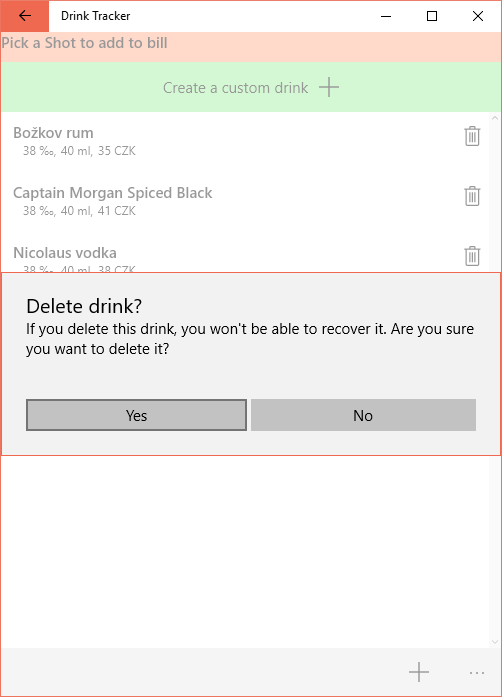 Drink Tracker
Pick a Shot to add to bill
Create a custom drink
Božkov rum
38 ‰, 40 ml, 35 CZK
Captain Morgan Spiced Black
38 ‰, 40 ml, 41 CZK
Nicolaus vodka
38 ‰, 40 ml, 38 CZK
Delete drink?
If you delete this drink, you won't be able to recover it. Are you sure
you want to delete it?
Yes
No